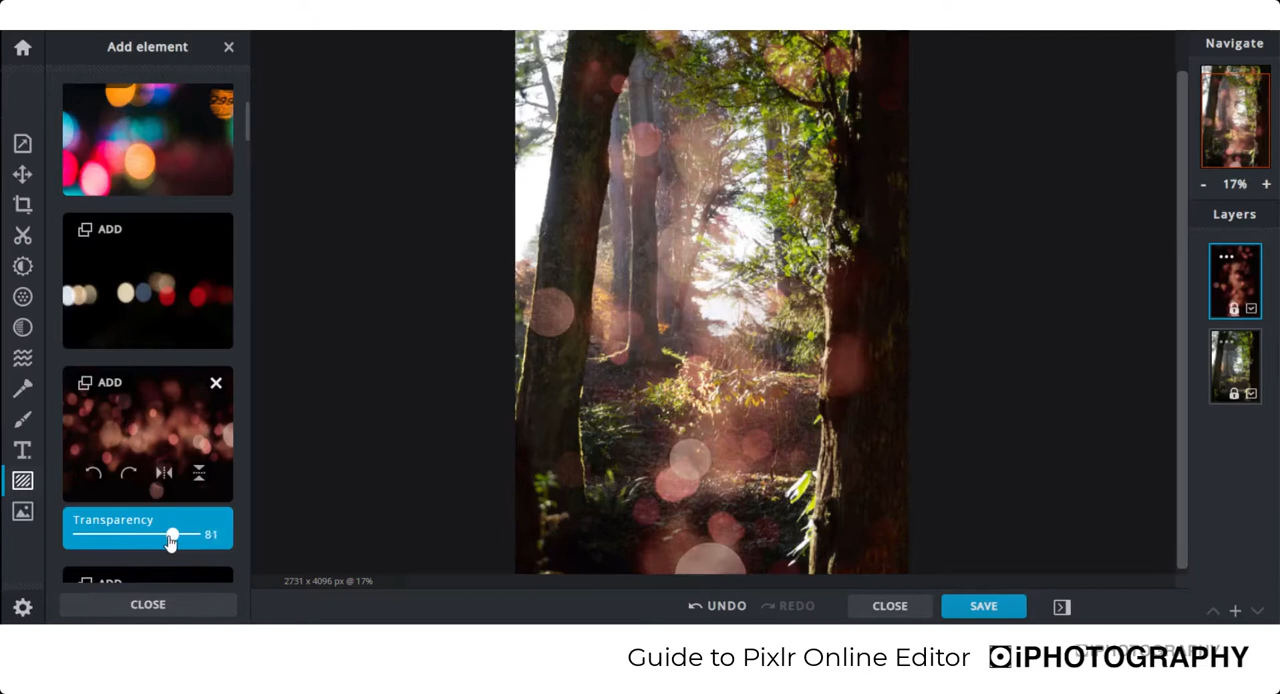 Add element
ADD
ADD
Transparency
81
ADD
CLOSE
2731 x 4096 px @ 17%
UNDO
REDO
CLOSE
SAVE
Navigate
- 17% +
Layers
Guide to Pixlr Online Editor
iPHOTOGRAPHY